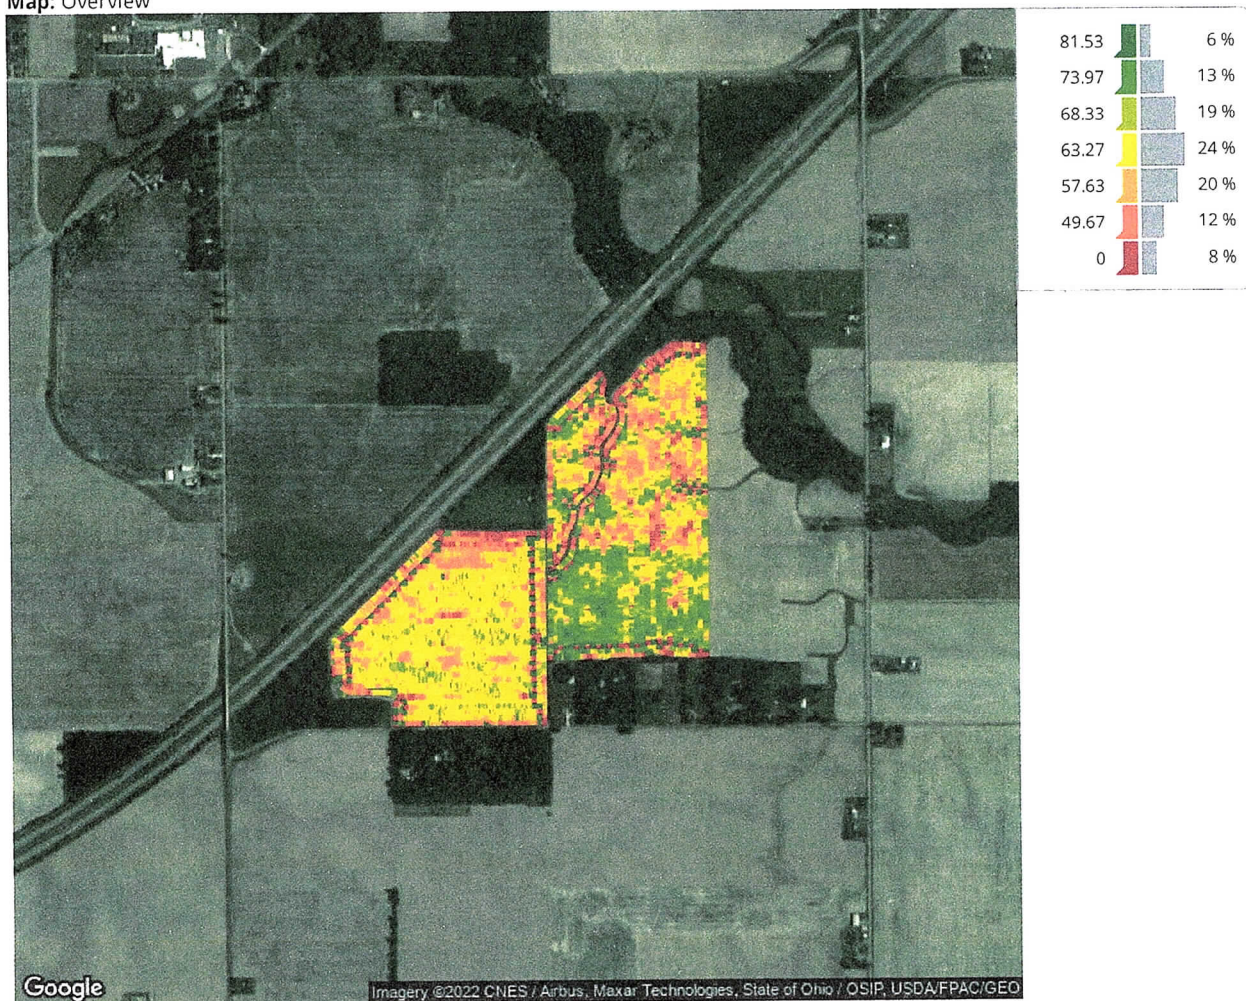 Map: Overview
81.53 6 %
73.97 13 %
68.33 19 %
63.27 24 %
57.63 20 %
49.67 12 %
0 8 %
Google
Imagery ©2022 CNES / Airbus, Maxar Technologies, State of Ohio / OSIP, USDA/FPAC/GEO